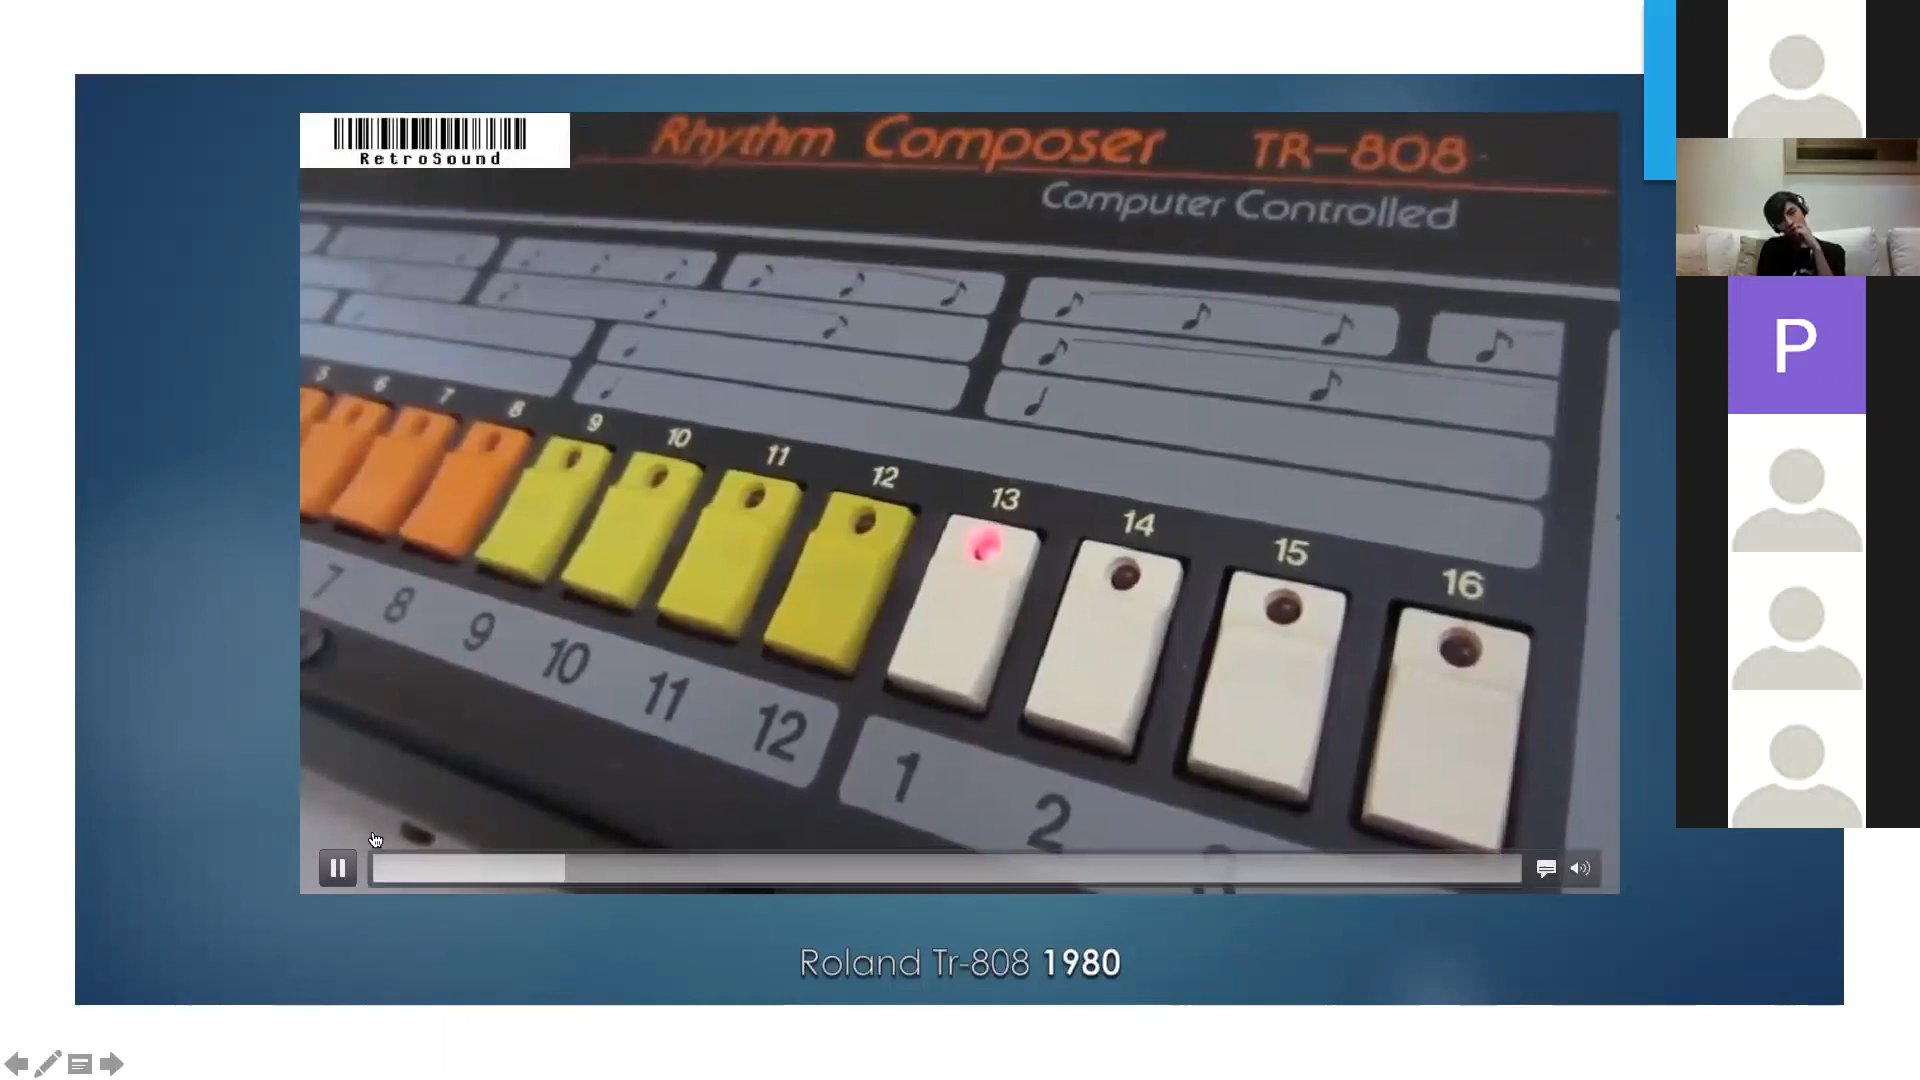 RetroSound
Rhythm Composer TR-808
Computer Controlled
5 6 7 8 9 10 11 12 13 14 15 16
7 8 9 10 11 12 1 2
P
Roland Tr-808 1980